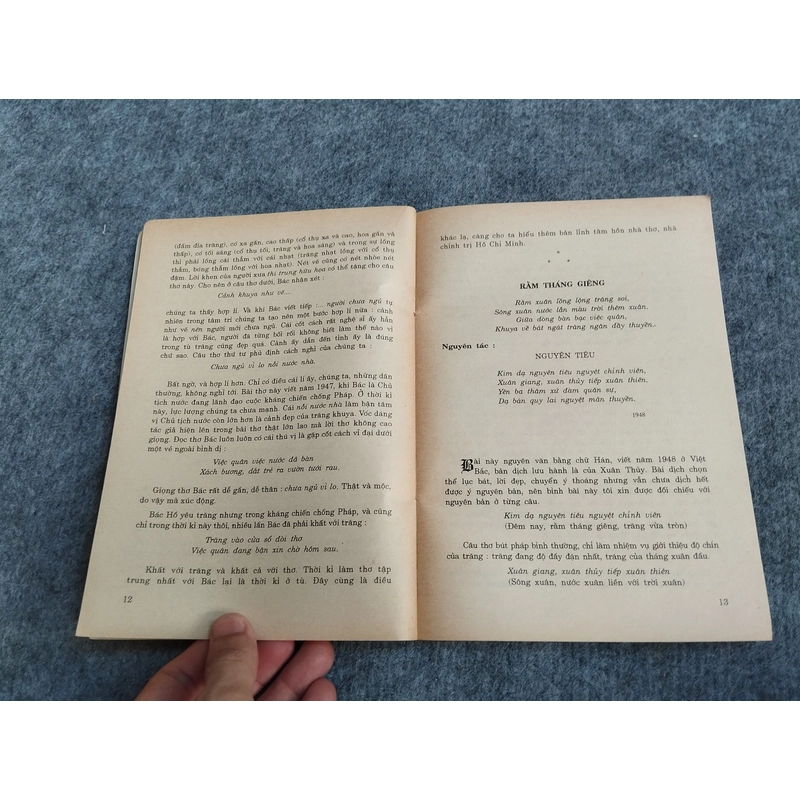 (đầm đìa trăng), có xa gần, cao thấp (cổ thụ xa và cao, hoa gần và
thấp), có tối sáng (cổ thụ tối, trăng và hoa sáng) và trong sự lồng
thì phải lồng cái thẫm với cái nhạt (trăng nhạt lồng với cổ thụ
thẫm, bóng thẫm lồng với hoa nhạt). Nét vẽ cũng có nét nhòe nét
đậm. Lời khen của người xưa thi trung hữu họa có thể tặng cho câu
thơ này. Cho nên ở câu thơ dưới, Bác nhận xét :
Cảnh khuya như vẽ...
chúng ta thấy hợp lí. Và khi Bác viết tiếp :... người chưa ngủ tự
nhiên trong tâm trí chúng ta tạo nên một bước hợp lí nữa : cảnh
như vẽ nên người mới chưa ngủ. Cái cốt cách rất nghệ sĩ ấy hẳn
là hợp với Bác, người đã từng bối rối không biết làm thế nào vì
trong tù trăng cũng đẹp quá. Cảnh ấy dẫn đến tình ấy là đúng
chứ sao. Câu thơ thứ tư phủ định cách nghĩ của chúng ta :
Chưa ngủ vì lo nỗi nước nhà.
Bất ngờ, và hợp lí hơn. Chỉ có điều cái lí ấy, chúng ta, những dân
thường, không nghĩ tới. Bài thơ này viết năm 1947, khi Bác là Chủ
tịch nước đang lãnh đạo cuộc kháng chiến chống Pháp. Ở thời kì
này, lực lượng chúng ta chưa mạnh. Cái nỗi nước nhà làm bận tâm
vị Chủ tịch nước còn lớn hơn là cảnh đẹp của trăng khuya. Vóc dáng
tác giả hiện lên trong bài thơ thật lớn lao mà lời thơ không cao
giọng. Đọc thơ Bác luôn luôn có cái thú vị là gặp cốt cách vĩ đại dưới
một vẻ ngoài bình dị :
Việc quân việc nước đã bàn
Xách bương, dắt trẻ ra vườn tưới rau.
Giọng thơ Bác rất dễ gần, dễ thân : chưa ngủ vì lo. Thật và mộc,
do vậy mà xúc động.
Bác Hồ yêu trăng nhưng trong kháng chiến chống Pháp, và cũng
chỉ trong thời kì này thôi, nhiều lần Bác đã phải khất với trăng :
Trăng vào cửa sổ đòi thơ
Việc quân đang bận xin chờ hôm sau.
Khất với trăng và khất cả với thơ. Thời kì làm thơ tập
trung nhất với Bác lại là thời kì ở tù. Đây cũng là điều
12
khác lạ, càng cho ta hiểu thêm bản lĩnh tâm hồn nhà thơ, nhà
chính trị Hồ Chí Minh.
*
* *
RẰM THÁNG GIÊNG
Rằm xuân lồng lộng trăng soi,
Sông xuân nước lẫn màu trời thêm xuân.
Giữa dòng bàn bạc việc quân,
Khuya về bát ngát trăng ngân đầy thuyền..
Nguyên tác :
NGUYÊN TIÊU
Kim dạ nguyên tiêu nguyệt chính viên,
Xuân giang, xuân thủy tiếp xuân thiên.
Yên ba thâm xứ đàm quân sự,
Dạ bán quy lai nguyệt mãn thuyền.
1948
Bài này nguyên văn bằng chữ Hán, viết năm 1948 ở Việt
Bắc, bản dịch lưu hành là của Xuân Thủy. Bài dịch chọn
thể lục bát, lời đẹp, chuyển ý thoáng nhưng vẫn chưa dịch hết
được ý nguyên bản, nên bình bài này tôi xin được đối chiếu với
nguyên bản ở từng câu.
Kim dạ nguyên tiêu nguyệt chính viên
(Đêm nay, rằm tháng giêng, trăng vừa tròn)
Câu thơ bút pháp bình thường, chỉ làm nhiệm vụ giới thiệu độ chín
của trăng : trăng đang độ đầy đặn nhất, trăng của tháng xuân đầu.
Xuân giang, xuân thủy tiếp xuân thiên
(Sông xuân, nước xuân liền với trời xuân)
13